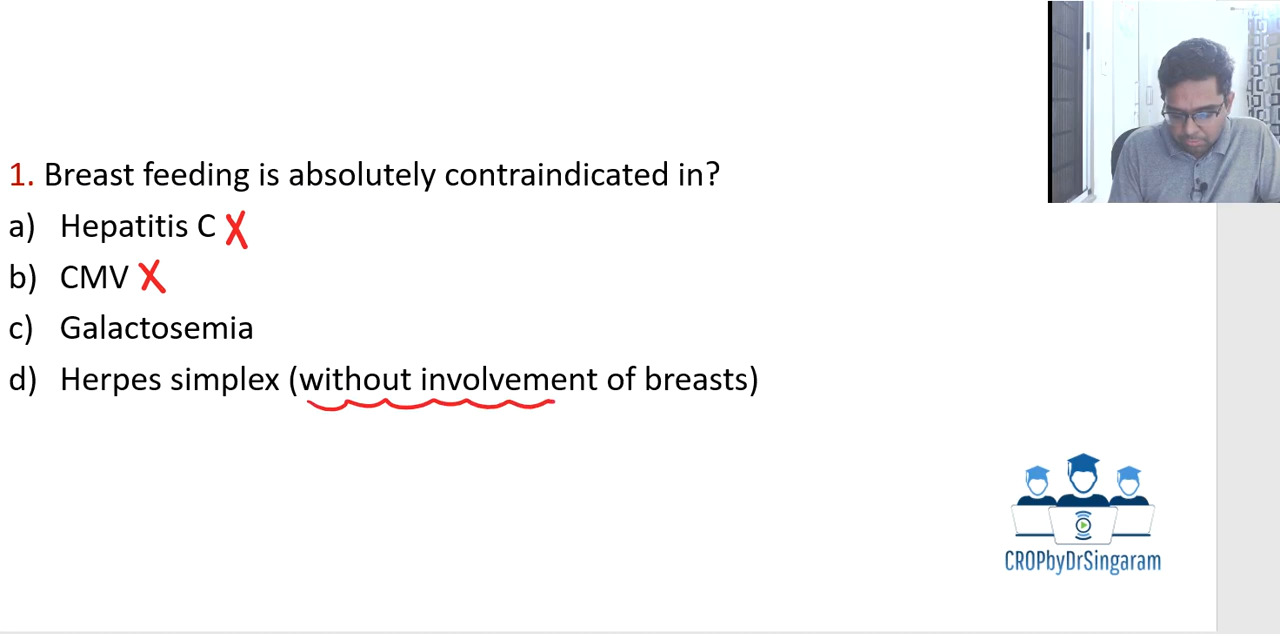 1. Breast feeding is absolutely contraindicated in?
a) Hepatitis C X
b) CMV X
c) Galactosemia
d) Herpes simplex (without involvement of breasts)
CROPbyDrSingaram